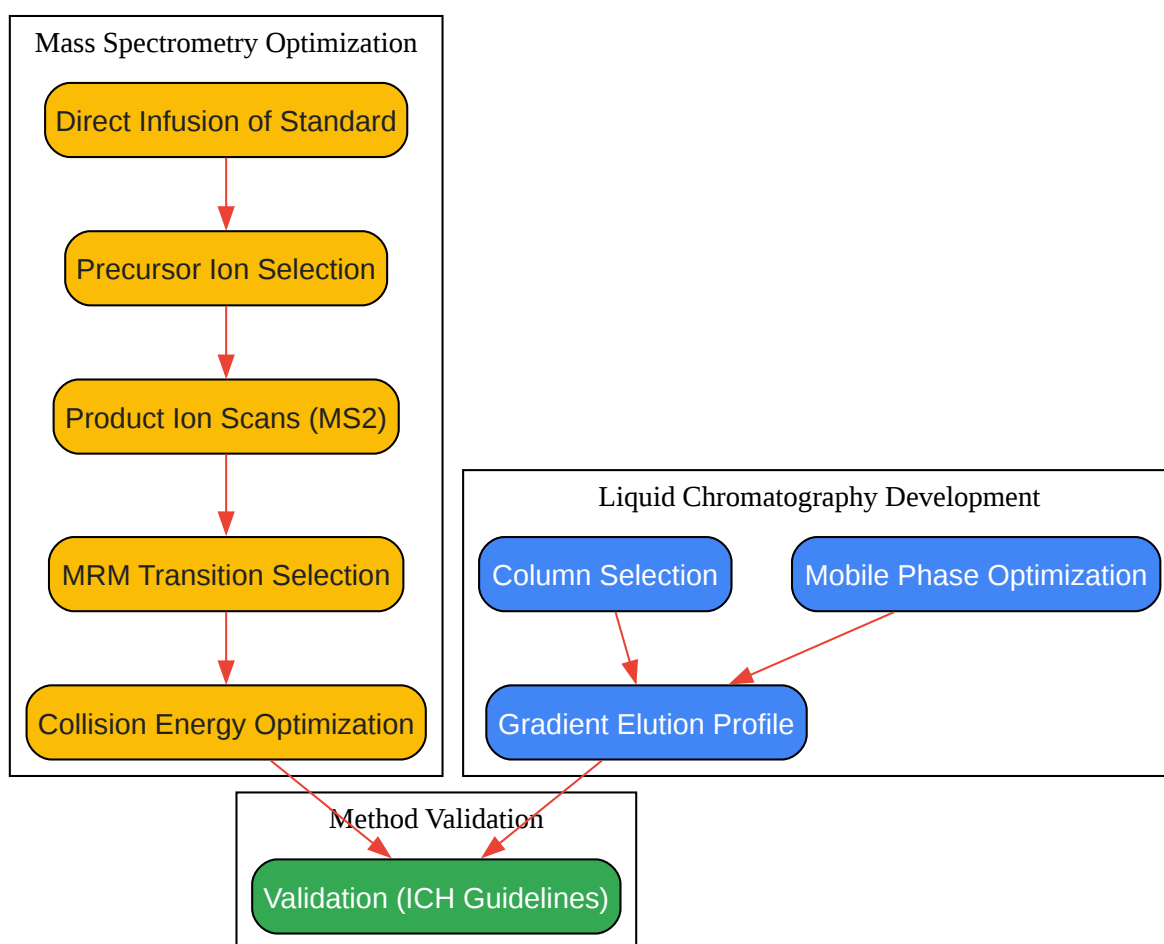 Mass Spectrometry Optimization
Direct Infusion of Standard
Precursor Ion Selection
Product Ion Scans (MS2)
MRM Transition Selection
Collision Energy Optimization
Liquid Chromatography Development
Column Selection
Mobile Phase Optimization
Gradient Elution Profile
Method Validation
Validation (ICH Guidelines)